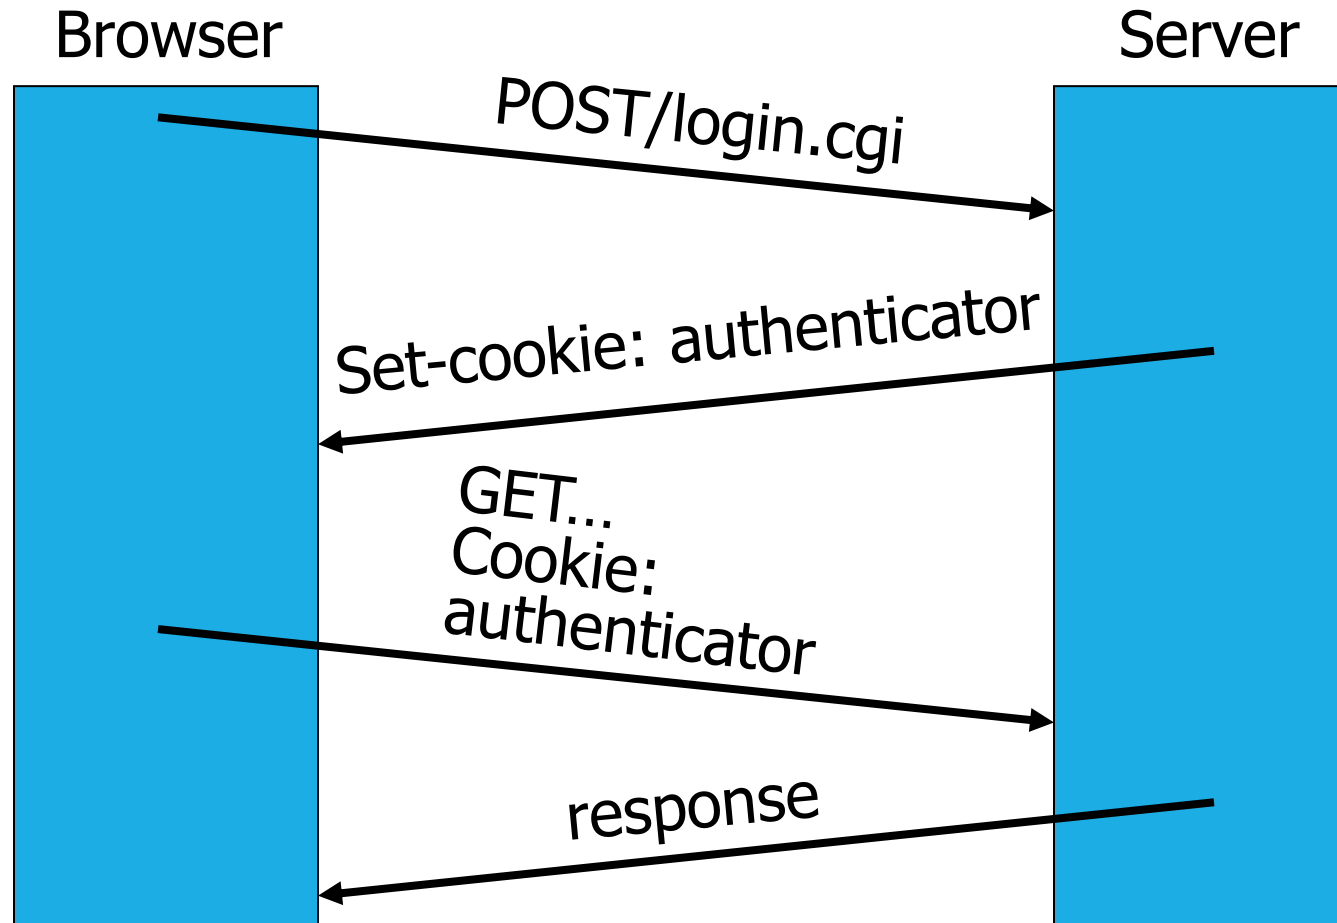 Browser
Server
POST/login.cgi
Set-cookie: authenticator
GET...
Cookie:
authenticator
response